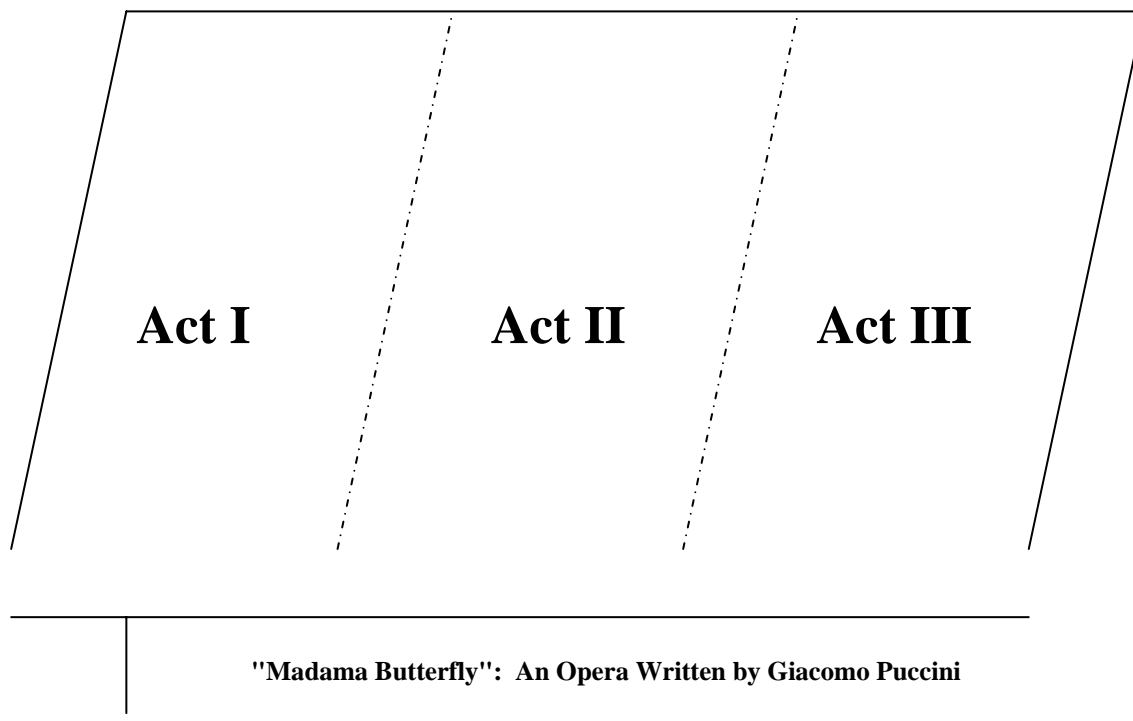 Act I Act II Act III
"Madama Butterfly": An Opera Written by Giacomo Puccini